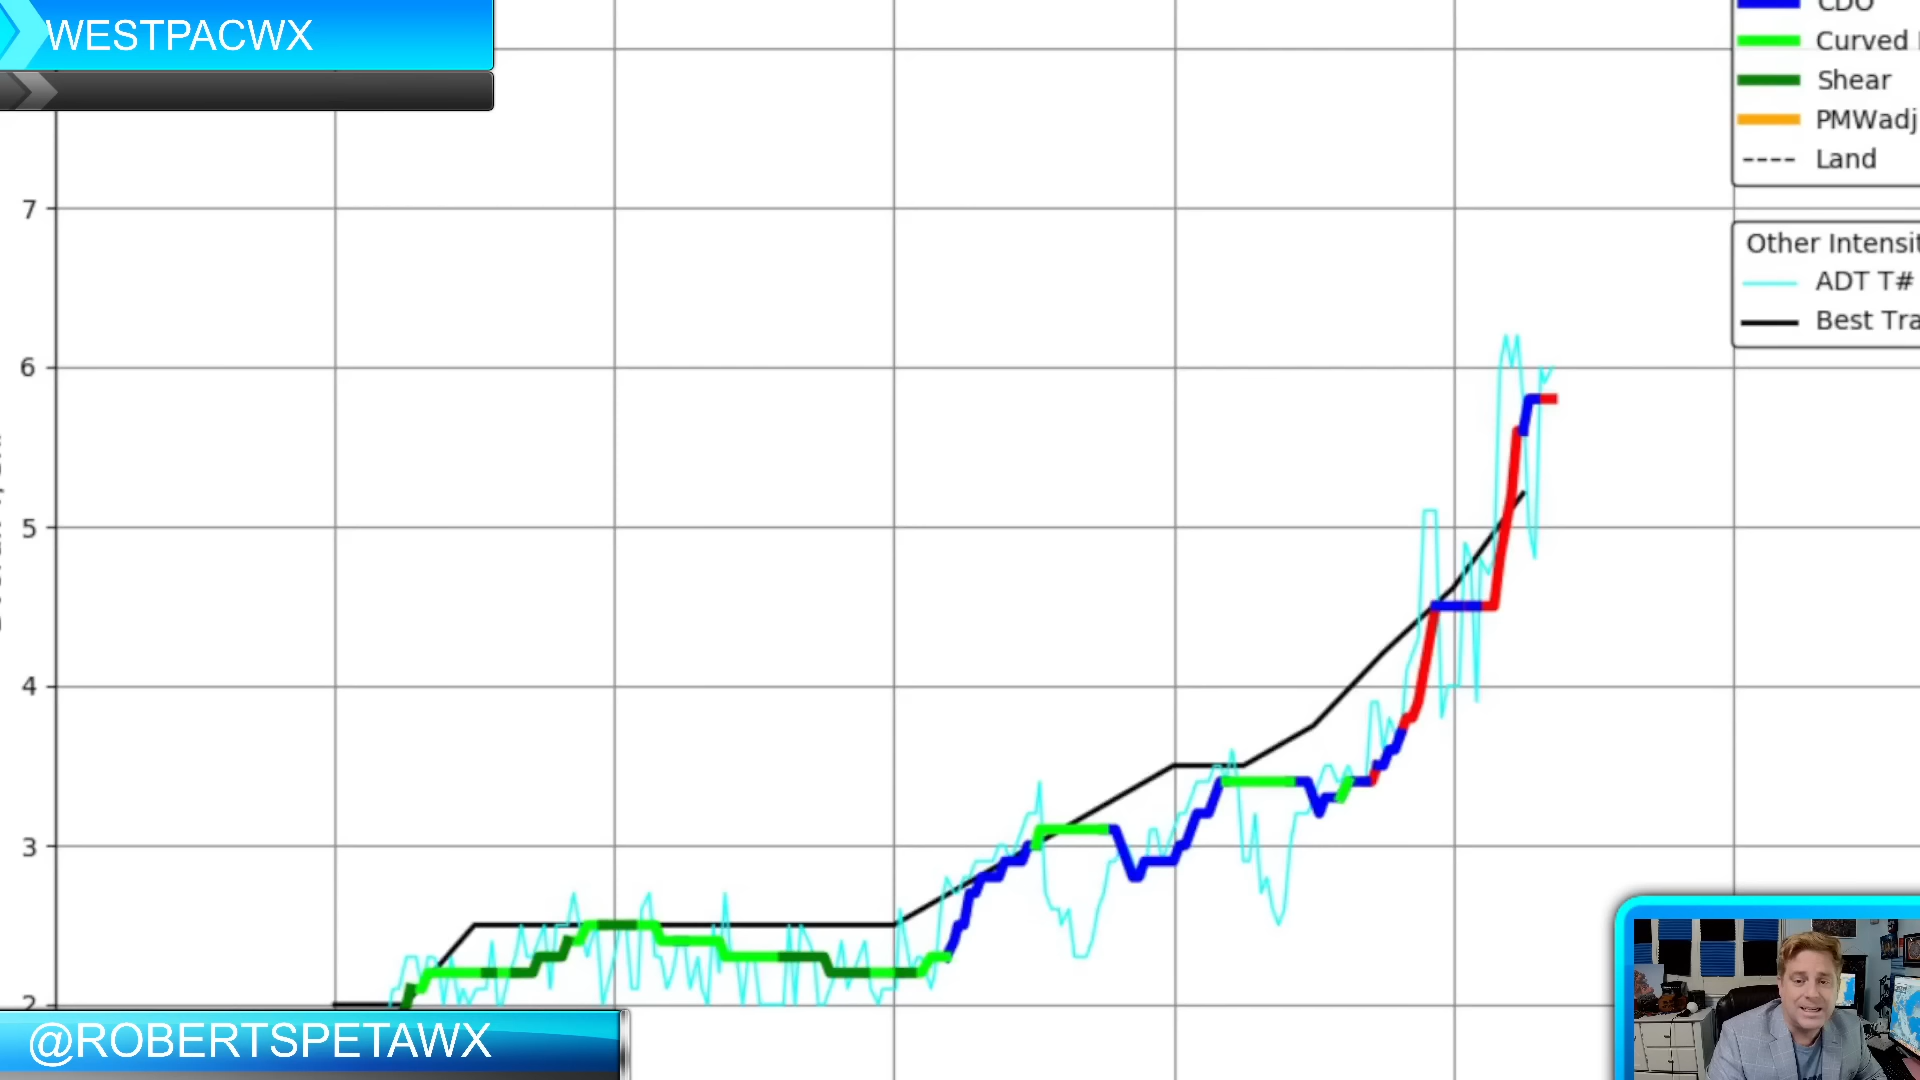 WESTPACWX
CDO
Curved
Shear
PMWadj
Land
7
Other Intensit
ADT T#
Best Tra
6
5
4
3
2
@ROBERTSPETAWX